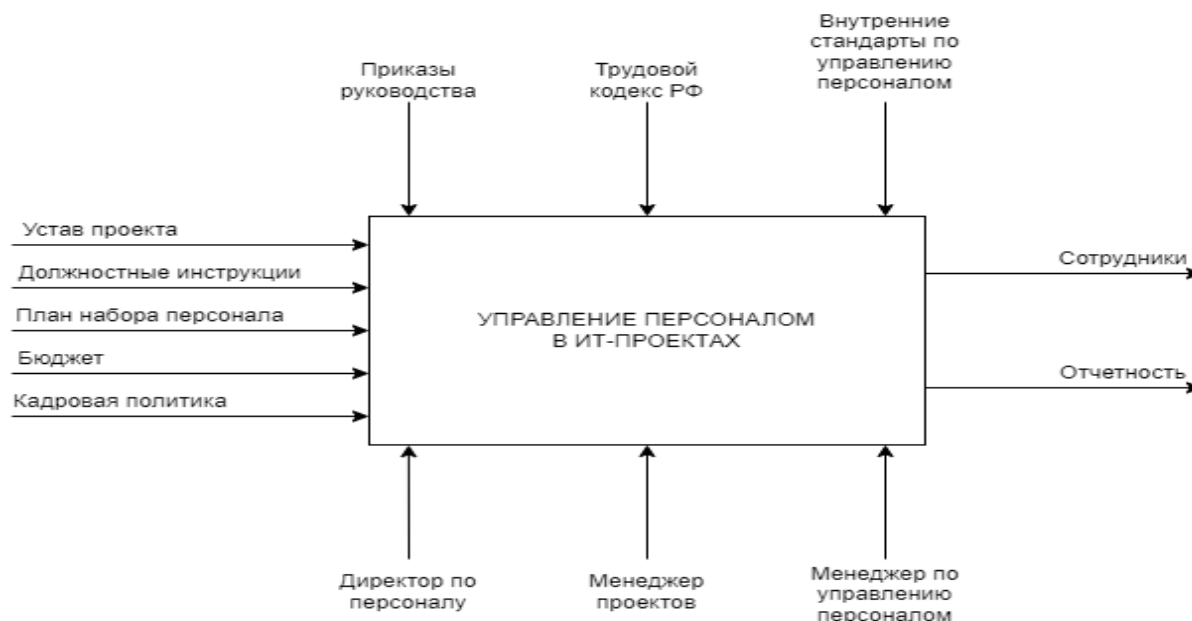 Внутренние
стандарты по
управлению
персоналом
Приказы
руководства
Трудовой
кодекс РФ
Устав проекта
Должностные инструкции
План набора персонала
Бюджет
Кадровая политика
УПРАВЛЕНИЕ ПЕРСОНАЛОМ
В ИТ-ПРОЕКТАХ
Сотрудники
Отчетность
Директор по
персоналу
Менеджер
проектов
Менеджер по
управлению
персоналом